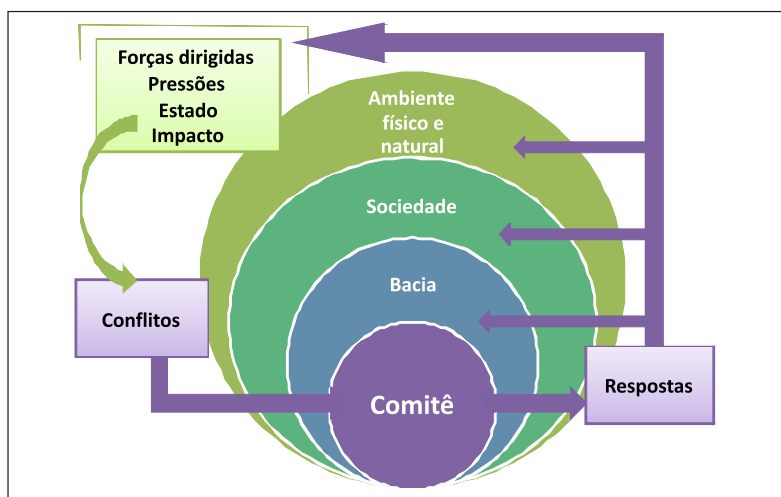 Forças dirigidas
Pressões
Estado
Impacto
Ambiente
físico e
natural
Sociedade
Bacia
Conflitos
Comitê
Respostas